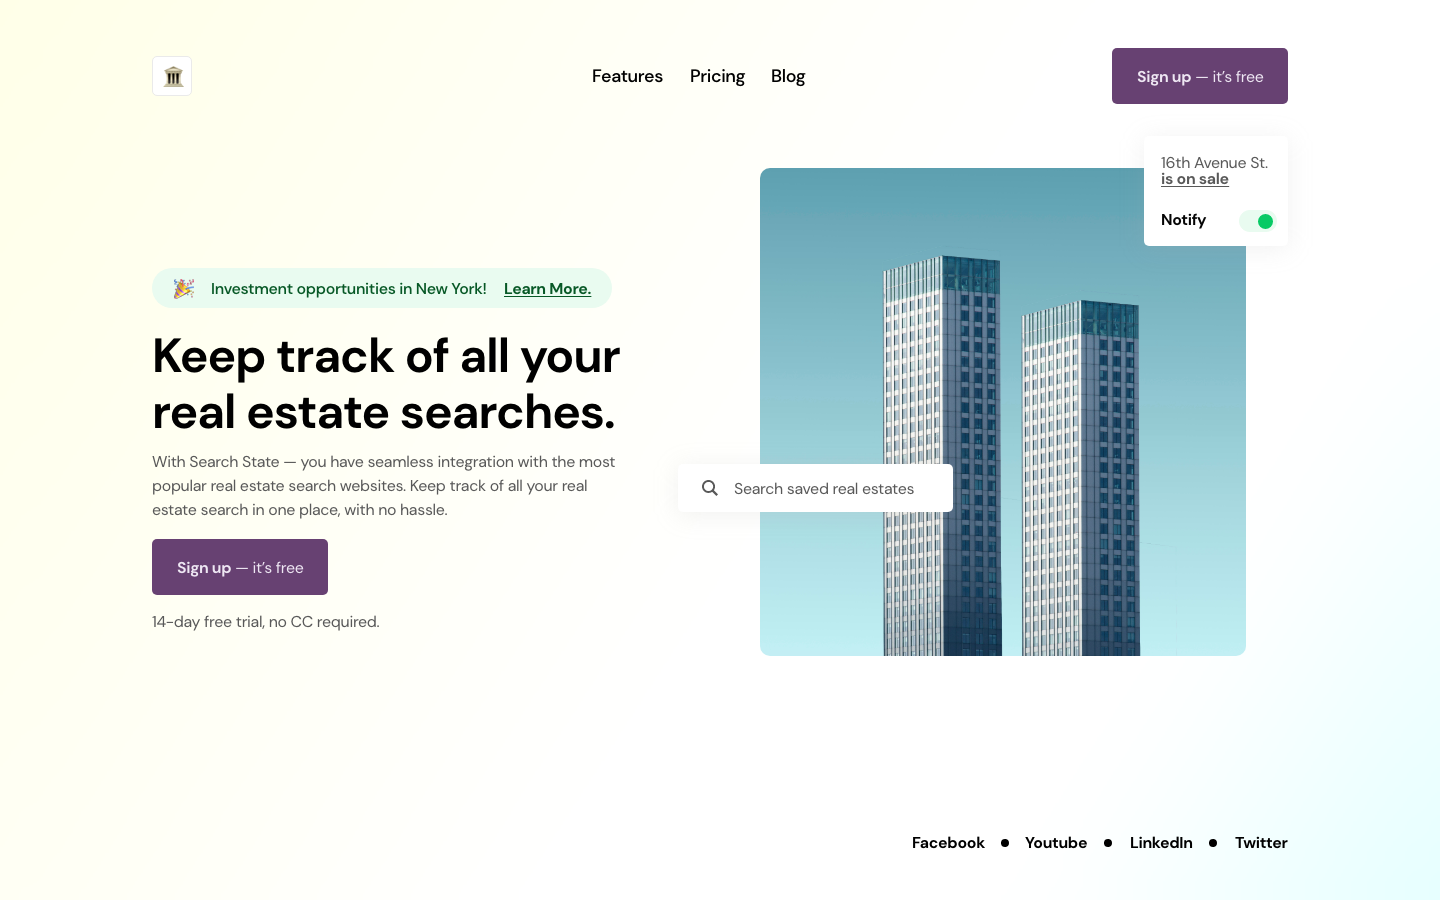 Features
Pricing
Blog
Sign up — it’s free
16th Avenue St.
is on sale
Notify
Investment opportunities in New York! Learn More.
Keep track of all your
real estate searches.
With Search State — you have seamless integration with the most
popular real estate search websites. Keep track of all your real
estate search in one place, with no hassle.
Search saved real estates
Sign up — it’s free
14-day free trial, no CC required.
Facebook
Youtube
LinkedIn
Twitter